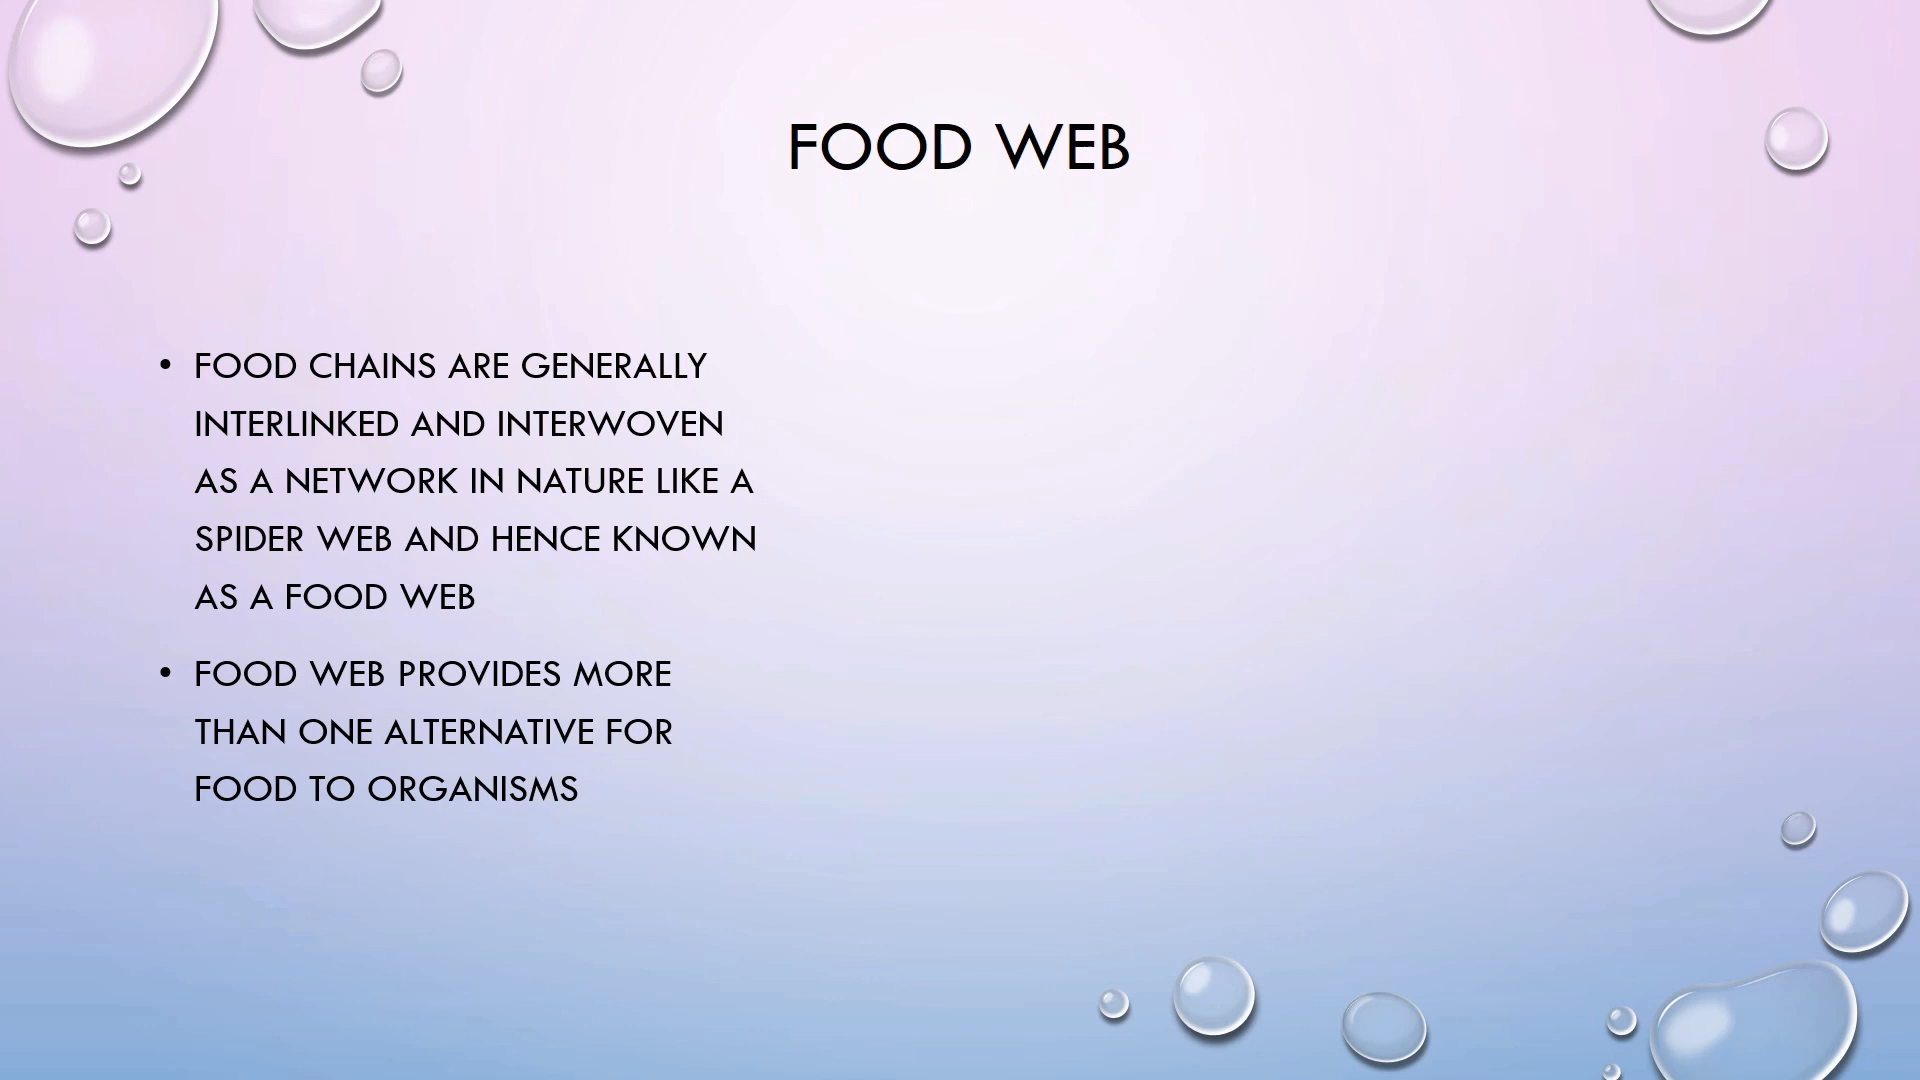 FOOD WEB
• FOOD CHAINS ARE GENERALLY
INTERLINKED AND INTERWOVEN
AS A NETWORK IN NATURE LIKE A
SPIDER WEB AND HENCE KNOWN
AS A FOOD WEB
• FOOD WEB PROVIDES MORE
THAN ONE ALTERNATIVE FOR
FOOD TO ORGANISMS